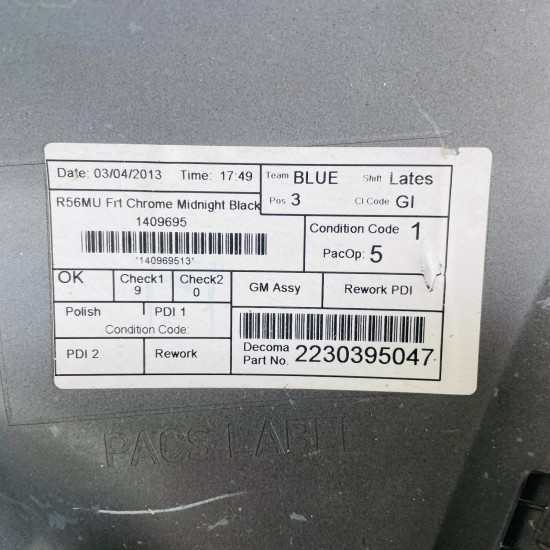 Date: 03/04/2013 Time: 17:49
Team BLUE Shift Lates
Pos 3 CI Code GI
R56MU Frt Chrome Midnight Black
1409695
*140969513*
Condition Code 1
PacOp: 5
OK
Check1
9
Check2
0
GM Assy
Rework PDI
Polish
PDI 1
Condition Code:
PDI 2
Rework
Decoma
Part No. 2230395047
PACS LABEL